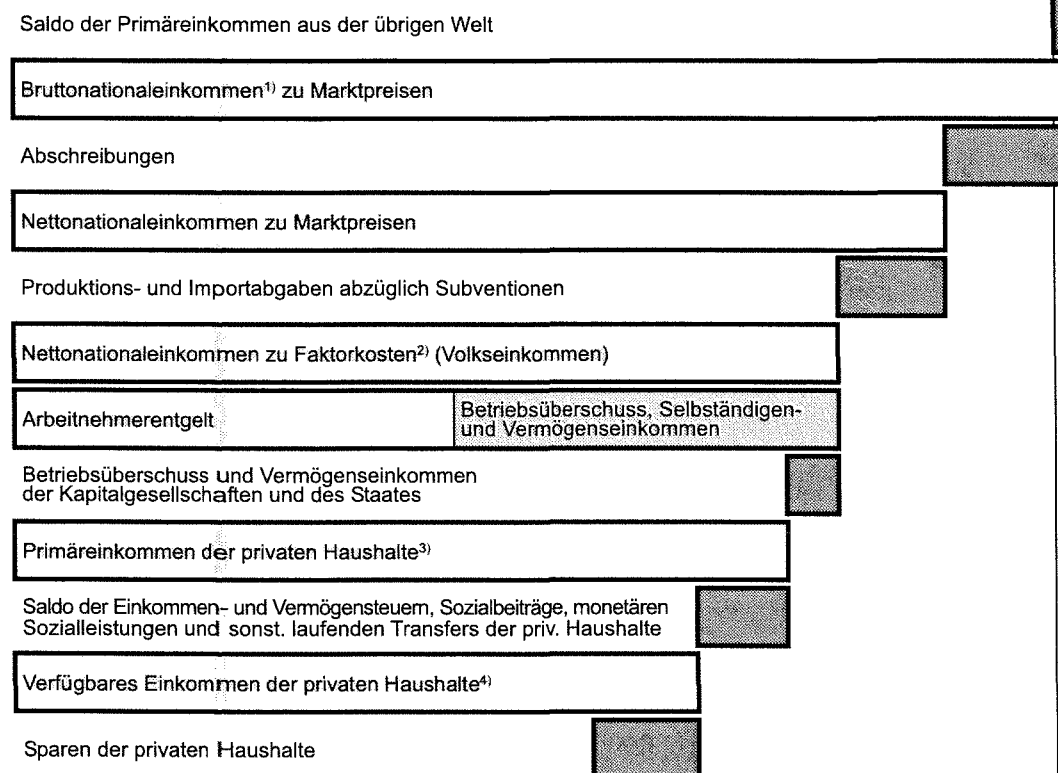 Saldo der Primäreinkommen aus der übrigen Welt
Bruttonationaleinkommen¹⁾ zu Marktpreisen
Abschreibungen
Nettonationaleinkommen zu Marktpreisen
Produktions- und Importabgaben abzüglich Subventionen
Nettonationaleinkommen zu Faktorkosten²⁾ (Volkseinkommen)
Arbeitnehmerentgelt
Betriebsüberschuss, Selbständigen-
und Vermögenseinkommen
Betriebsüberschuss und Vermögenseinkommen
der Kapitalgesellschaften und des Staates
Primäreinkommen der privaten Haushalte³⁾
Saldo der Einkommen- und Vermögensteuern, Sozialbeiträge, monetären
Sozialleistungen und sonst. laufenden Transfers der priv. Haushalte
Verfügbares Einkommen der privaten Haushalte⁴⁾
Sparen der privaten Haushalte